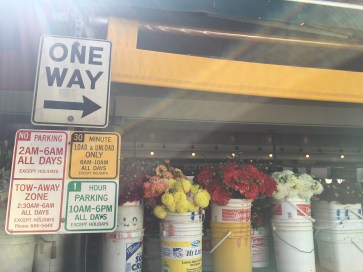 ONE
WAY
NO PARKING
2AM-6AM
ALL DAYS
EXCEPT HOLIDAYS
30 MINUTE
LOAD & UNLOAD
ONLY
6AM-10AM
ALL DAYS
EXCEPT HOLIDAYS
TOW-AWAY
ZONE
2:30AM-6AM
ALL DAYS
EXCEPT HOLIDAYS
1 HOUR
PARKING
10AM-6PM
ALL DAYS
EXCEPT HOLIDAYS